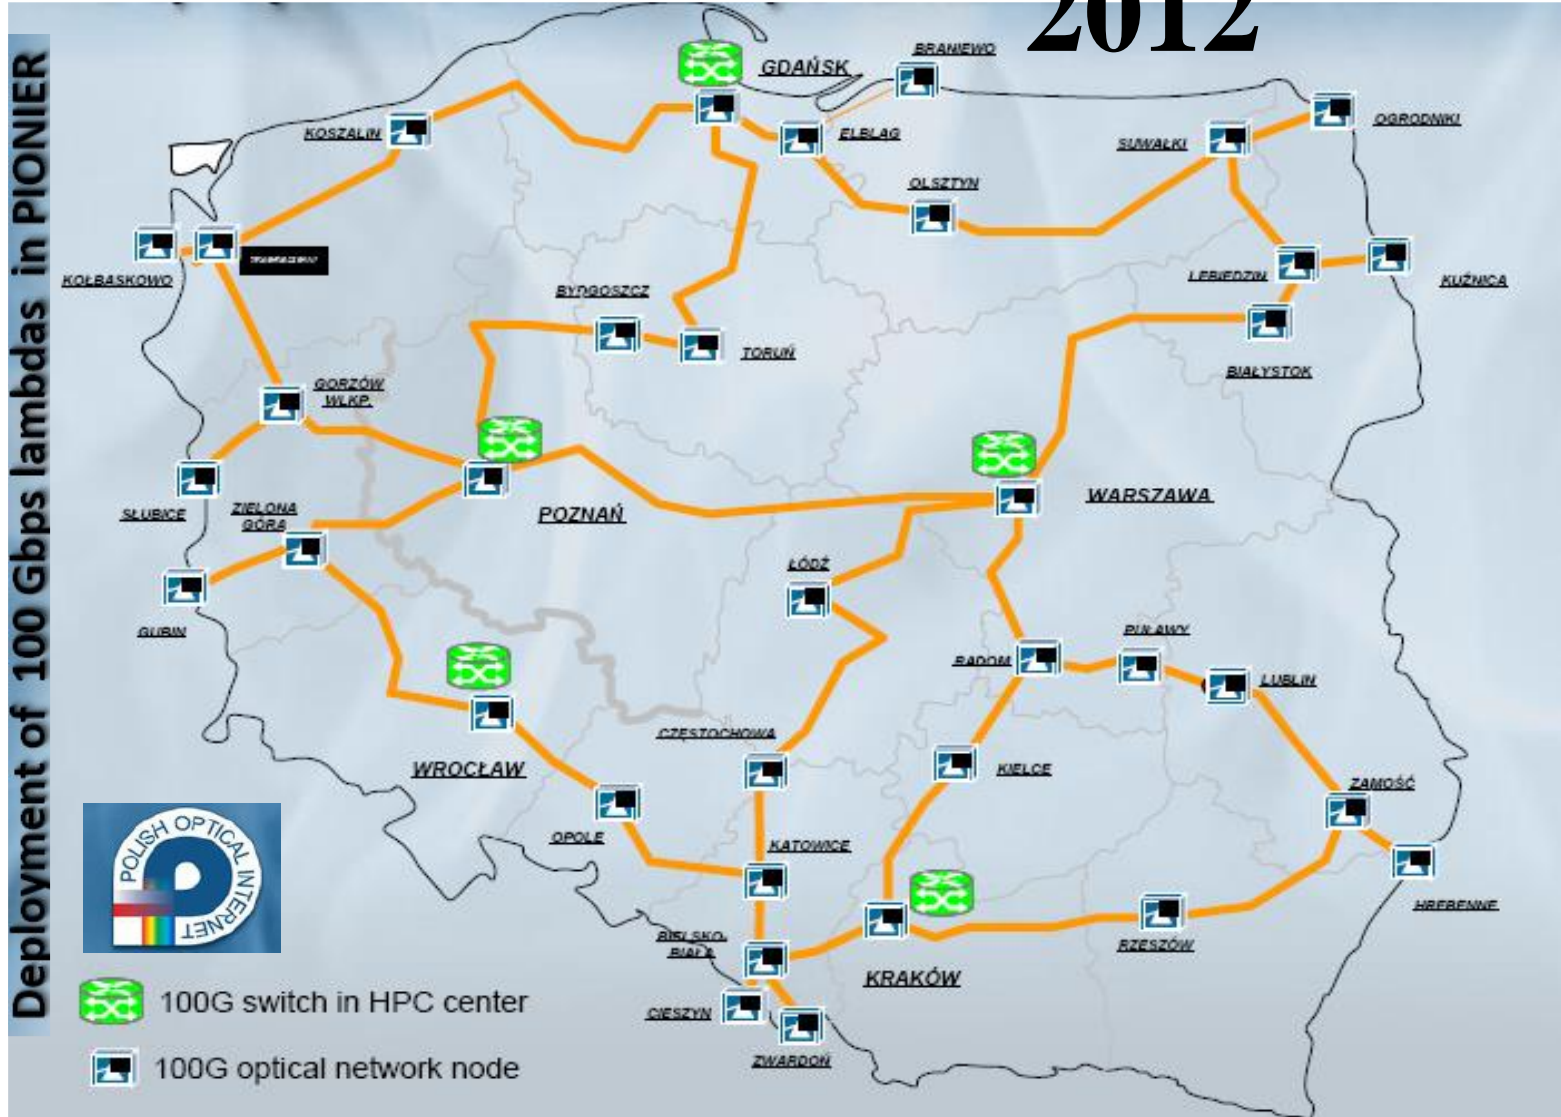 2012
Deployment of 100 Gbps lambdas in PIONIER
BRANIEWO
GDAŃSK
OGRODNIKI
KOSZALIN
ELBLĄG
SUWAŁKI
OLSZTYN
KOŁBASKOWO
LEBIEDZIN
KUŹNICA
BYDGOSZCZ
TORUŃ
BIAŁYSTOK
GORZÓW
WLKP.
SŁUBICE
ZIELONA
GÓRA
POZNAŃ
WARSZAWA
ŁÓDŹ
GUBIN
PUŁAWY
RADOM
LUBLIN
CZĘSTOCHOWA
WROCŁAW
KIELCE
ZAMOŚĆ
OPOLE
KATOWICE
HREBENNE
BIELSKO-
BIAŁA
RZESZÓW
KRAKÓW
CIESZYN
ZWARDOŃ
POLISH OPTICAL INTERNET
100G switch in HPC center
100G optical network node